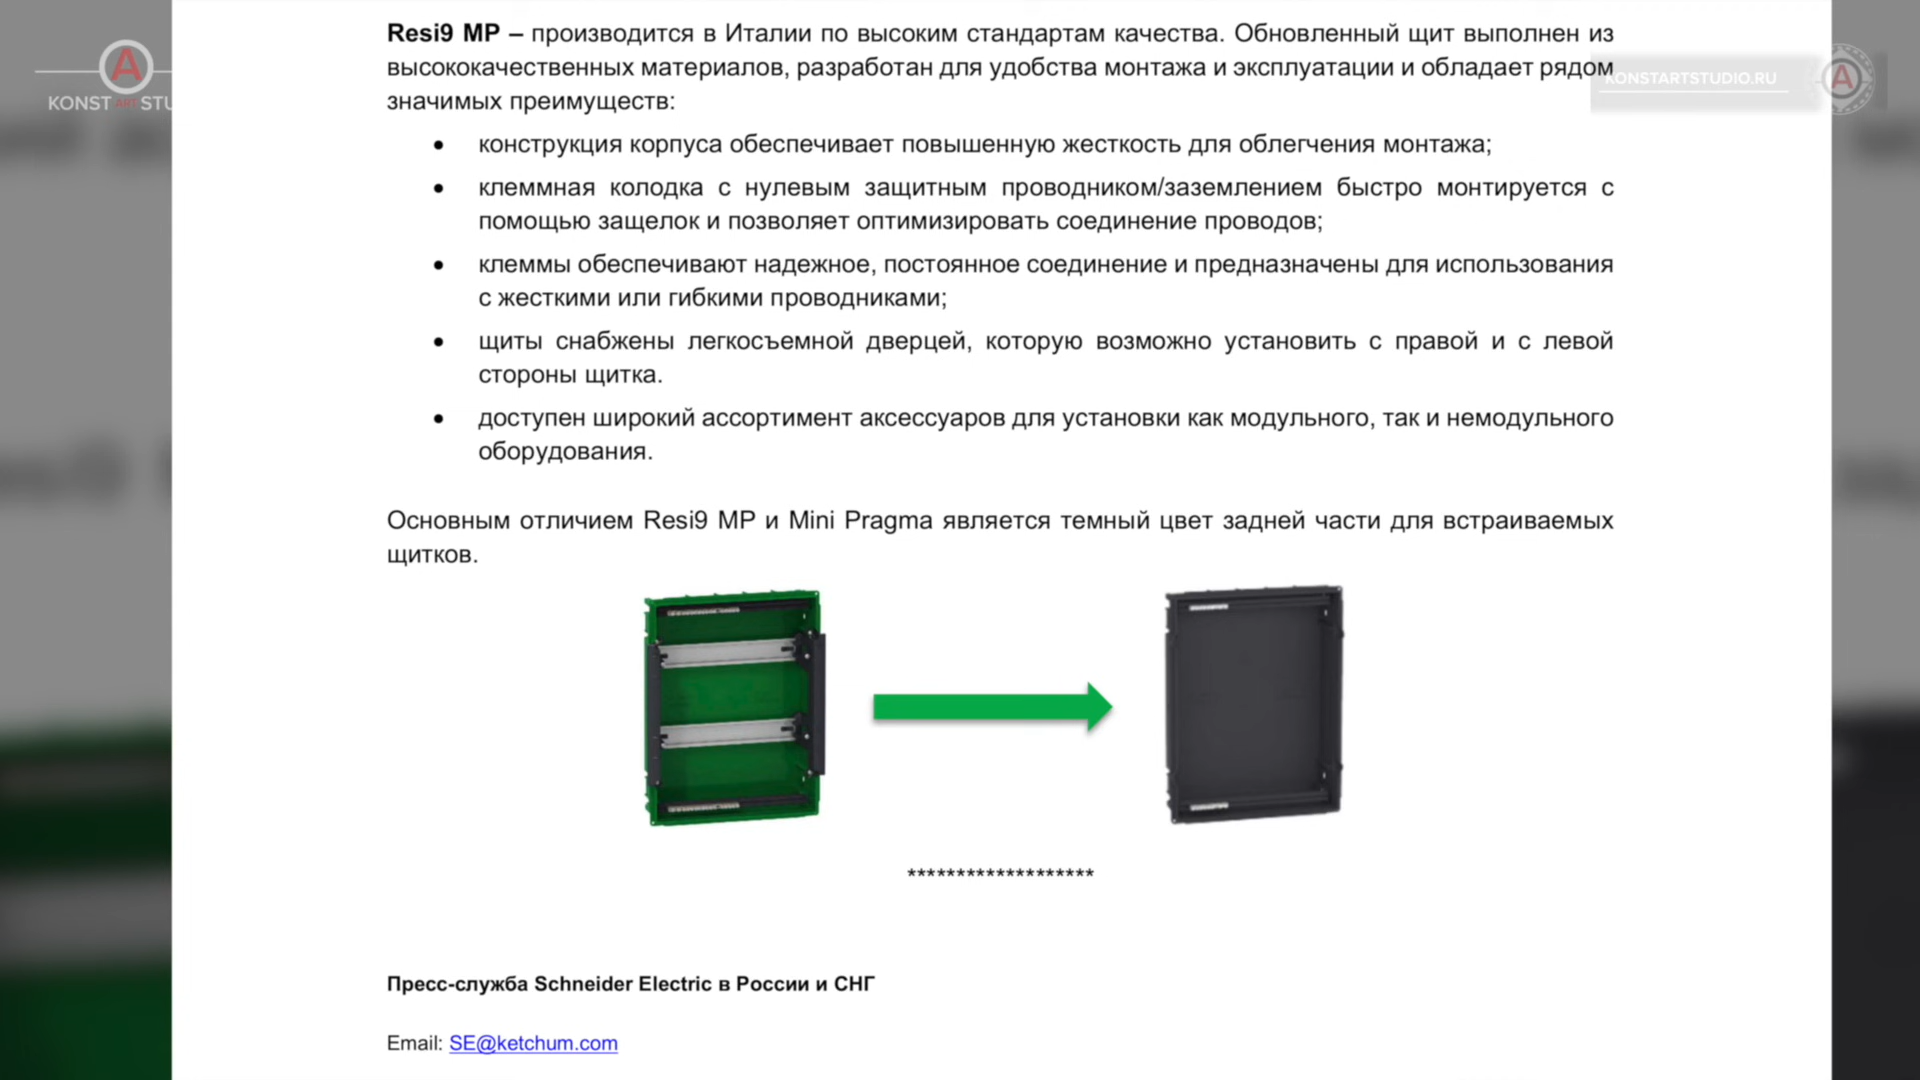 Resi9 MP – производится в Италии по высоким стандартам качества. Обновленный щит выполнен из
высококачественных материалов, разработан для удобства монтажа и эксплуатации и обладает рядом
значимых преимуществ:
• конструкция корпуса обеспечивает повышенную жесткость для облегчения монтажа;
• клеммная колодка с нулевым защитным проводником/заземлением быстро монтируется с
помощью защелок и позволяет оптимизировать соединение проводов;
• клеммы обеспечивают надежное, постоянное соединение и предназначены для использования
с жесткими или гибкими проводниками;
• щиты снабжены легкосъемной дверцей, которую возможно установить с правой и с левой
стороны щитка.
• доступен широкий ассортимент аксессуаров для установки как модульного, так и немодульного
оборудования.
Основным отличием Resi9 MP и Mini Pragma является темный цвет задней части для встраиваемых
щитков.
*******************
Пресс-служба Schneider Electric в России и СНГ
Email: SE@ketchum.com
A
KONST ART STU
KONSTARTSTUDIO.RU
A